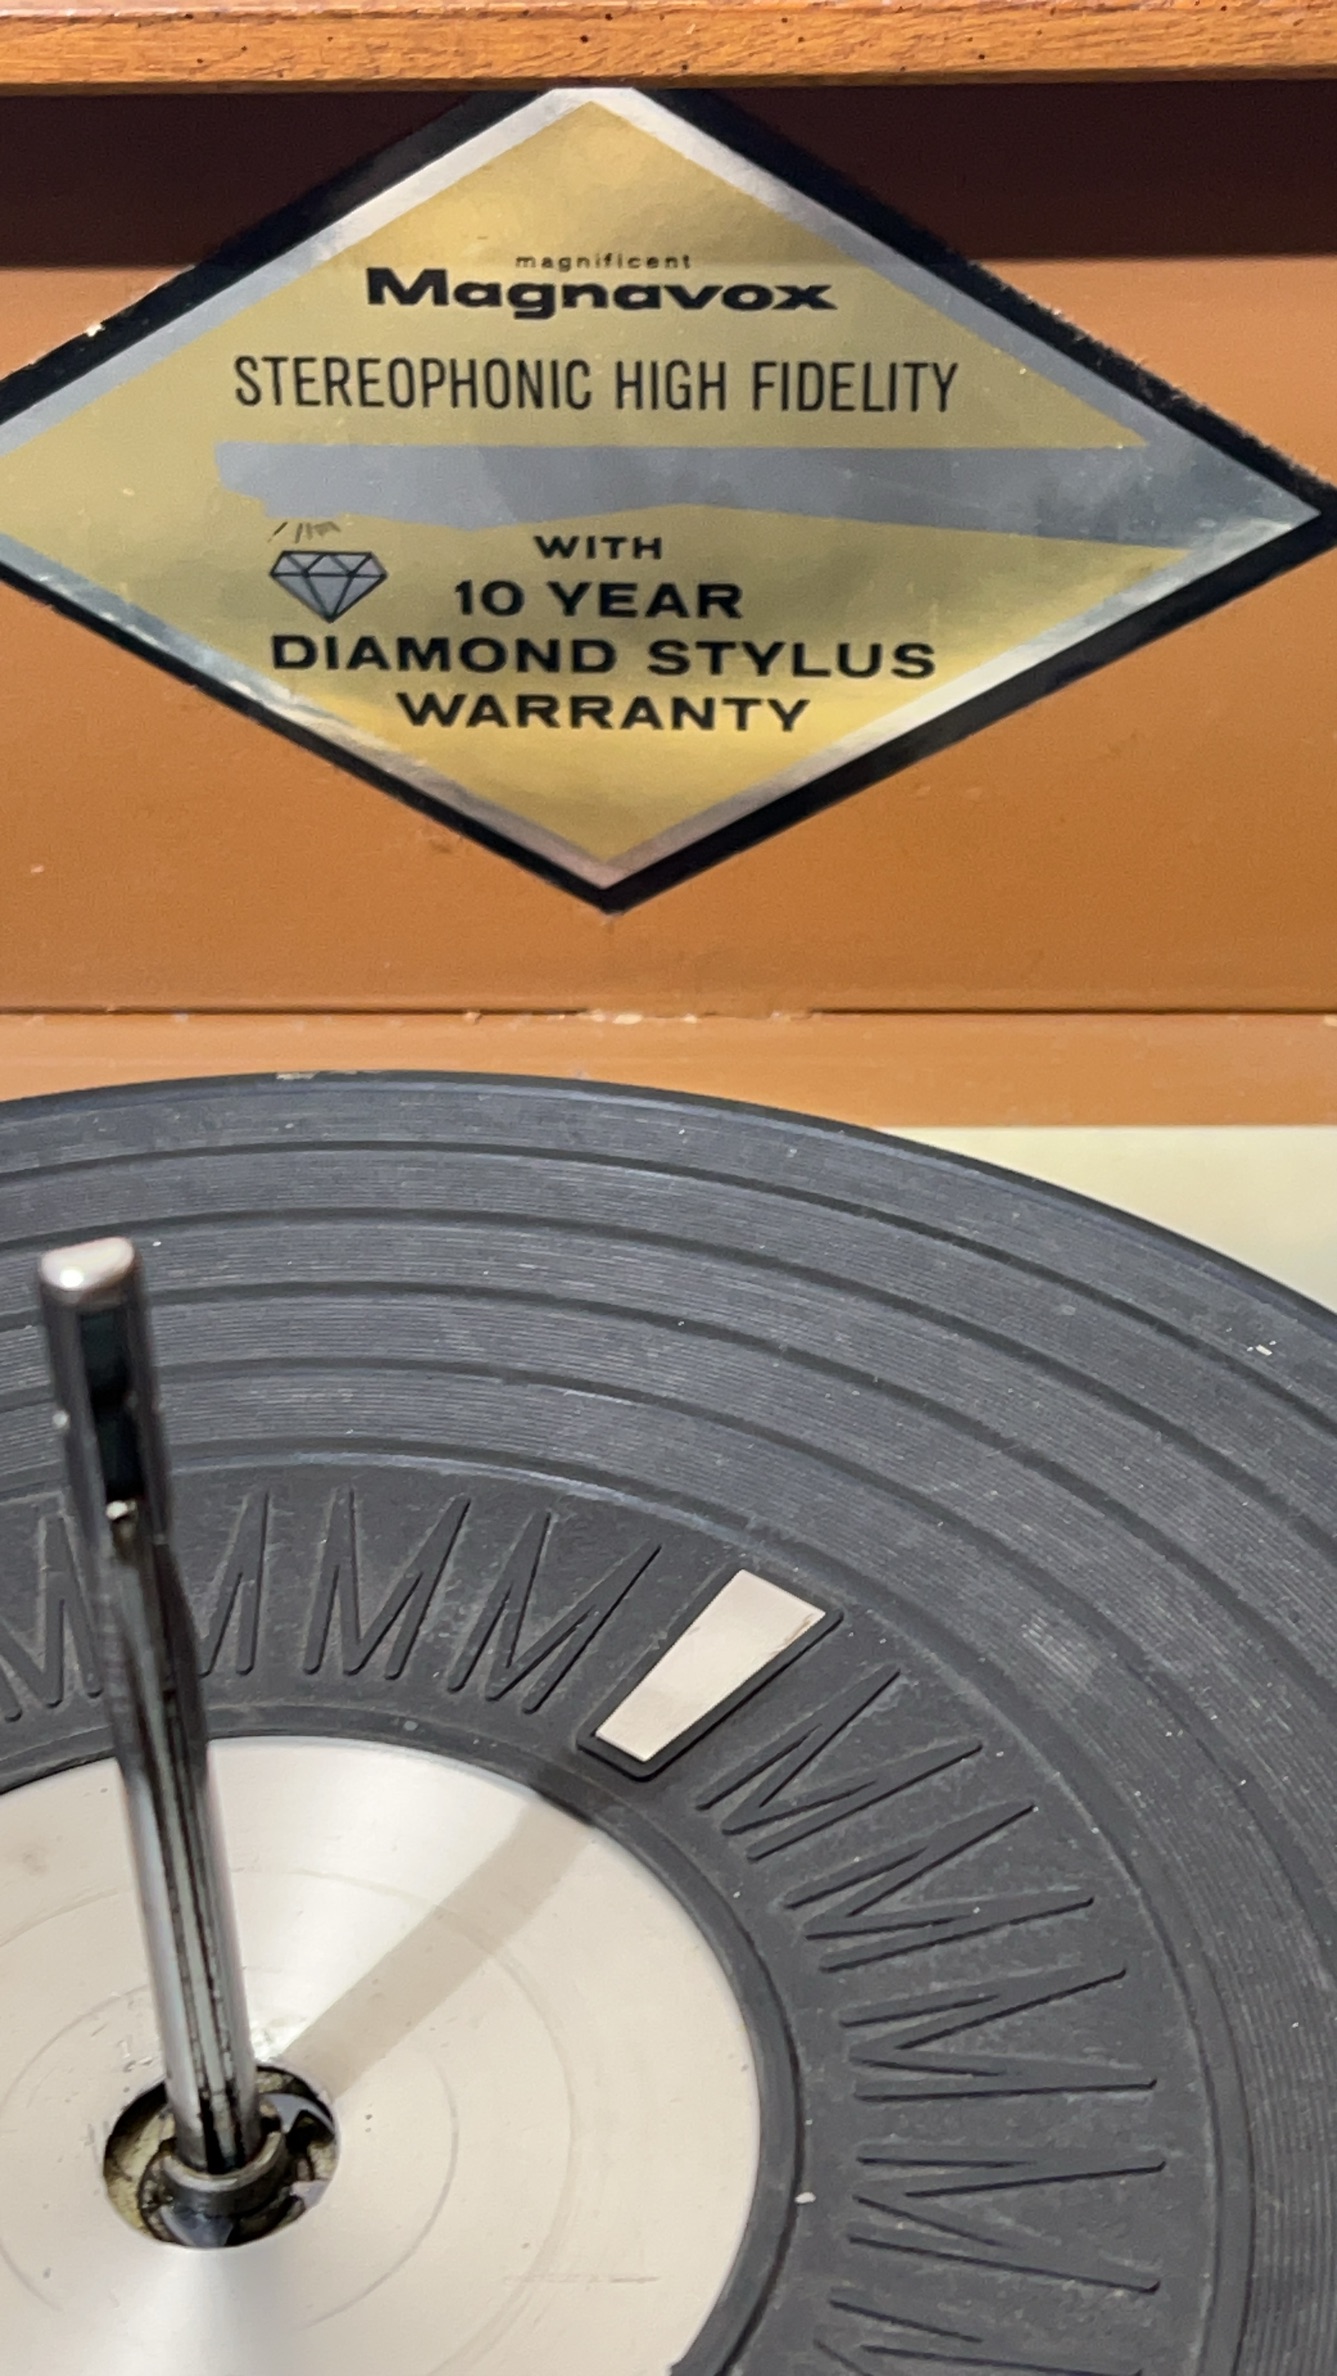 magnificent
Magnavox
STEREOPHONIC HIGH FIDELITY
WITH
10 YEAR
DIAMOND STYLUS
WARRANTY